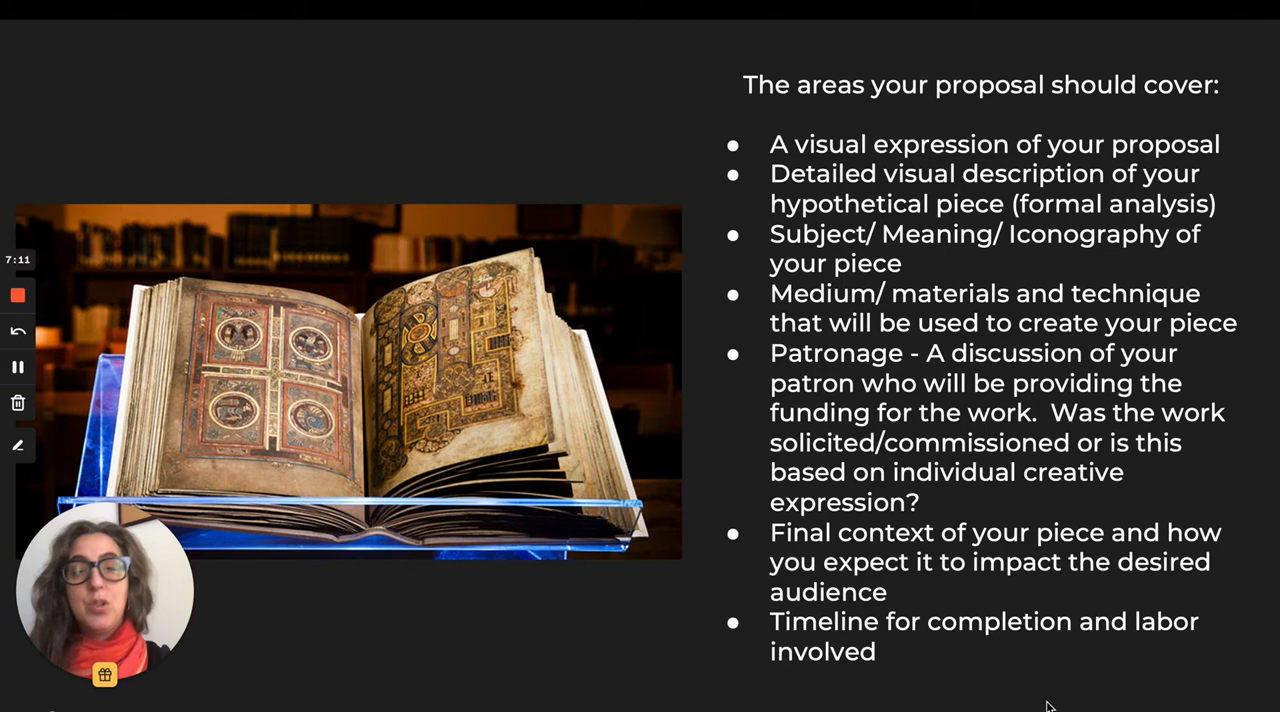 The areas your proposal should cover:
● A visual expression of your proposal
● Detailed visual description of your
hypothetical piece (formal analysis)
● Subject/ Meaning/ Iconography of
your piece
● Medium/ materials and technique
that will be used to create your piece
● Patronage - A discussion of your
patron who will be providing the
funding for the work.  Was the work
solicited/commissioned or is this
based on individual creative
expression?
● Final context of your piece and how
you expect it to impact the desired
audience
● Timeline for completion and labor
involved
7:11